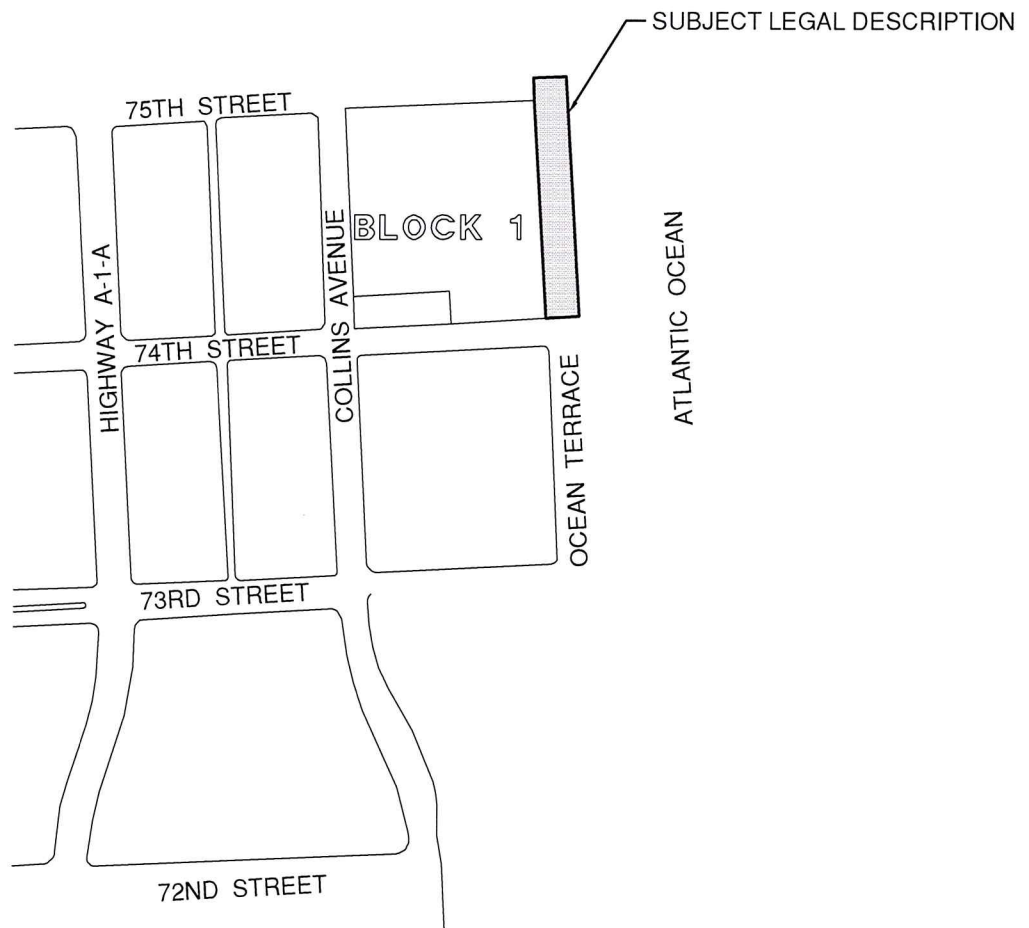 SUBJECT LEGAL DESCRIPTION
75TH STREET
BLOCK 1
HIGHWAY A-1-A
COLLINS AVENUE
ATLANTIC OCEAN
74TH STREET
OCEAN TERRACE
73RD STREET
72ND STREET